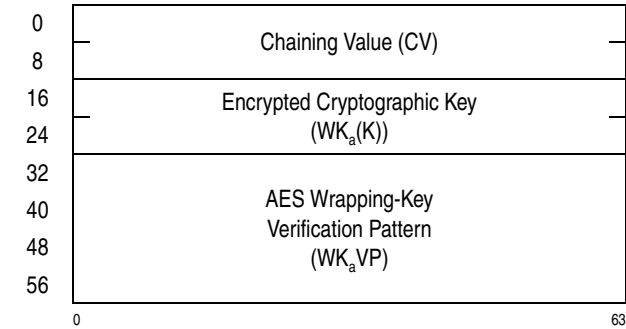 0
Chaining Value (CV)
8
16
Encrypted Cryptographic Key
24
(WKa(K))
32
AES Wrapping-Key
40
Verification Pattern
48
(WKaVP)
56
0 63